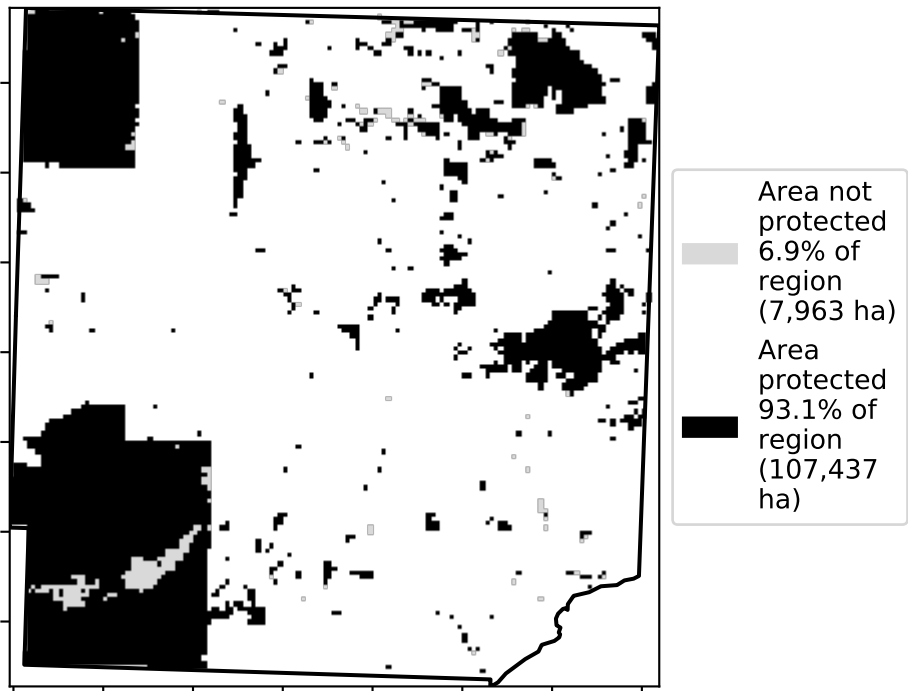 Area not
protected
6.9% of
region
(7,963 ha)
Area
protected
93.1% of
region
(107,437
ha)